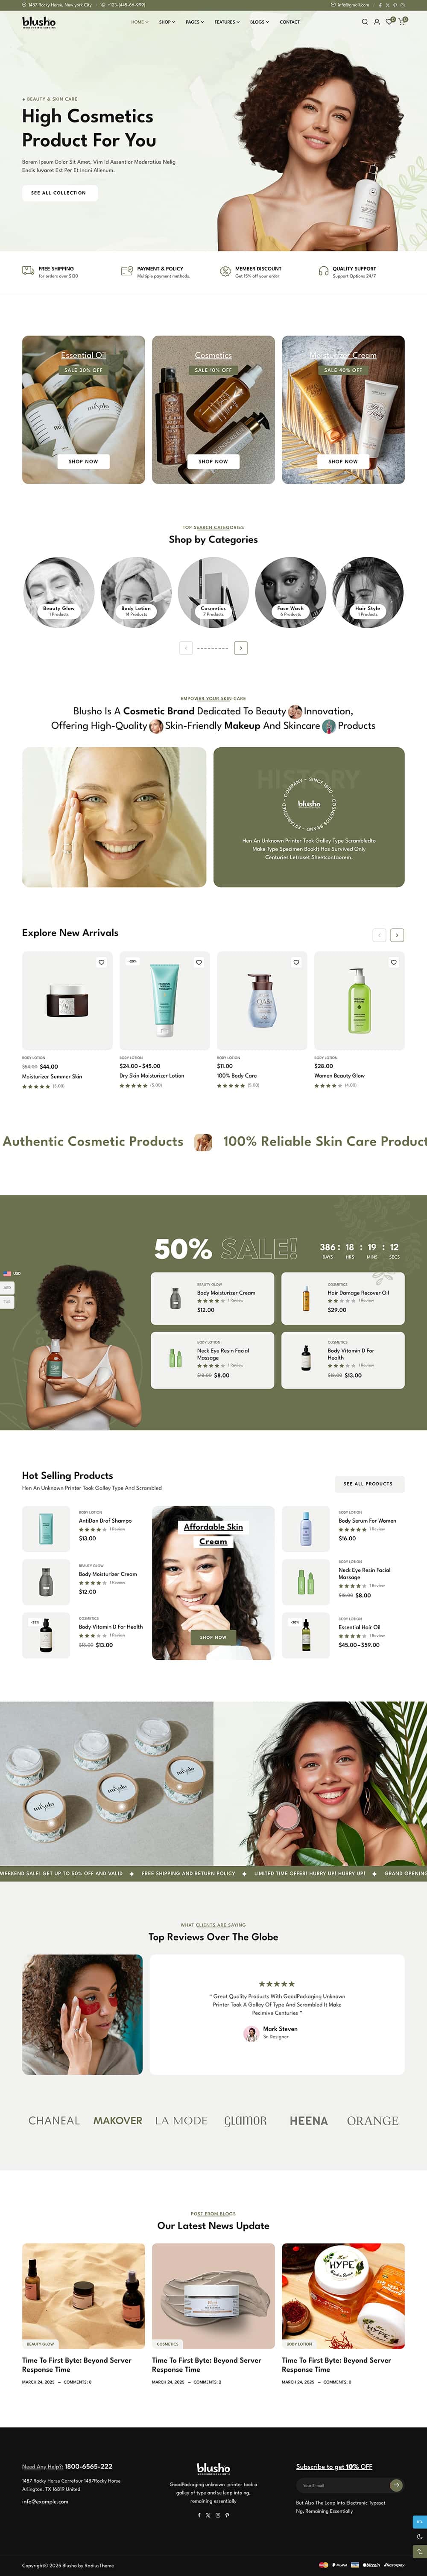 1487 Rocky Horse. New york City
+123-(445-66-999)
info@gmail.com
blusho
HOME
SHOP
PAGES
FEATURES
BLOGS
CONTACT
0
0
BEAUTY & SKIN CARE
High Cosmetics
Product For You
Borem Ipsum Dolor Sit Amet, Vim Id Assentior Moderatius Nelig
Endis Iuvaret Est Per Et Inani Alienum.
SEE ALL COLLECTION
FREE SHIPPING
for orders over $130
PAYMENT & POLICY
Multiple payment methods.
MEMBER DISCOUNT
Get 15% off your order
QUALITY SUPPORT
Support Options 24/7
Essential Oil
SALE 30% OFF
SHOP NOW
Cosmetics
SALE 10% OFF
SHOP NOW
Moisturizer Cream
SALE 40% OFF
SHOP NOW
TOP SEARCH CATEGORIES
Shop by Categories
Beauty Glow
1 Products
Body Lotion
14 Products
Cosmetics
7 Products
Face Wash
6 Products
Hair Style
1 Products
EMPOWER YOUR SKIN CARE
Blusho Is A Cosmetic Brand Dedicated To Beauty Innovation,
Offering High-Quality Skin-Friendly Makeup And Skincare Products
HISTORY
SINCE 1980 - COSMETICS BRAND - ESTABLISHED COMPANY -
blusho
Hen An Unknown Printer Took Galley Type Scrambledto
Make Type Specimen Bookit Has Survived Only
Centuries Letraset Sheetcontaorem.
Explore New Arrivals
BODY LOTION
$54.00 $44.00
Moisturizer Summer Skin
(5.00)
-20%
BODY LOTION
$24.00 – $45.00
Dry Skin Moisturizer Lotion
(5.00)
BODY LOTION
$11.00
100% Body Care
(5.00)
BODY LOTION
$28.00
Women Beauty Glow
(4.00)
Authentic Cosmetic Products
100% Reliable Skin Care Product
50% SALE!
386 : 18 : 19 : 12
DAYS HRS MINS SECS
USD
AED
EUR
BEAUTY GLOW
Body Moisturizer Cream
1 Review
$12.00
COSMETICS
Hair Damage Recover Oil
1 Review
$29.00
BODY LOTION
Neck Eye Resin Facial
Massage
1 Review
$18.00 $8.00
COSMETICS
Body Vitamin D For
Health
1 Review
$18.00 $13.00
Hot Selling Products
Hen An Unknown Printer Took Galley Type And Scrambled
SEE ALL PRODUCTS
BODY LOTION
AntiDan Drof Shampo
1 Review
$13.00
BEAUTY GLOW
Body Moisturizer Cream
1 Review
$12.00
COSMETICS
Body Vitamin D For Health
1 Review
$18.00 $13.00
Affordable Skin
Cream
SHOP NOW
BODY LOTION
Body Serum For Women
1 Review
$16.00
BODY LOTION
Neck Eye Resin Facial
Massage
1 Review
$18.00 $8.00
BODY LOTION
Essential Hair Oil
1 Review
$45.00 – $59.00
WEEKEND SALE! GET UP TO 50% OFF AND VALID
FREE SHIPPING AND RETURN POLICY
LIMITED TIME OFFER! HURRY UP! HURRY UP!
GRAND OPENING
WHAT CLIENTS ARE SAYING
Top Reviews Over The Globe
" Great Quality Products With GoodPackaging Unknown
Printer Took A Galley Of Type And Scrambled It Make
Pecimive Centuries "
Mark Steven
Sr.Designer
CHANEAL
MAKOVER
LA MODE
GLAMOR
HEENA
ORANGE
POST FROM BLOGS
Our Latest News Update
BEAUTY GLOW
Time To First Byte: Beyond Server
Response Time
MARCH 24, 2025 – COMMENTS: 0
COSMETICS
Time To First Byte: Beyond Server
Response Time
MARCH 24, 2025 – COMMENTS: 2
BODY LOTION
Time To First Byte: Beyond Server
Response Time
MARCH 24, 2025 – COMMENTS: 0
Need Any Help?: 1800-6565-222
1487 Rocky Horse Carrefour 1487Rocky Horse
Arlington, TX 16819 United
info@example.com
blusho
GoodPackaging unknown printer took a
galley of type and as leap into ng,
remaining essentially
Subscribe to get 10% OFF
Your E-mail
But Also The Leap Into Electronic Typeset
Ng, Remaining Essentially
Copyright© 2025 Blusho by RadiusTheme